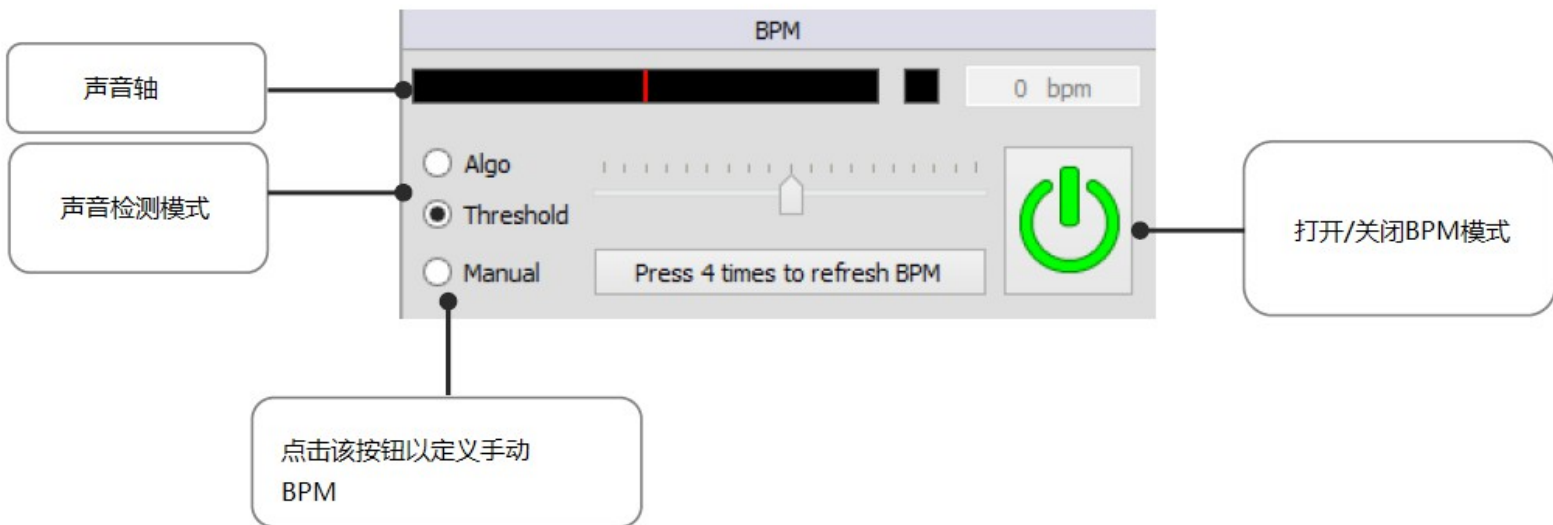 BPM
声音轴
0 bpm
Algo
声音检测模式
Threshold
打开/关闭BPM模式
Manual
Press 4 times to refresh BPM
点击该按钮以定义手动
BPM